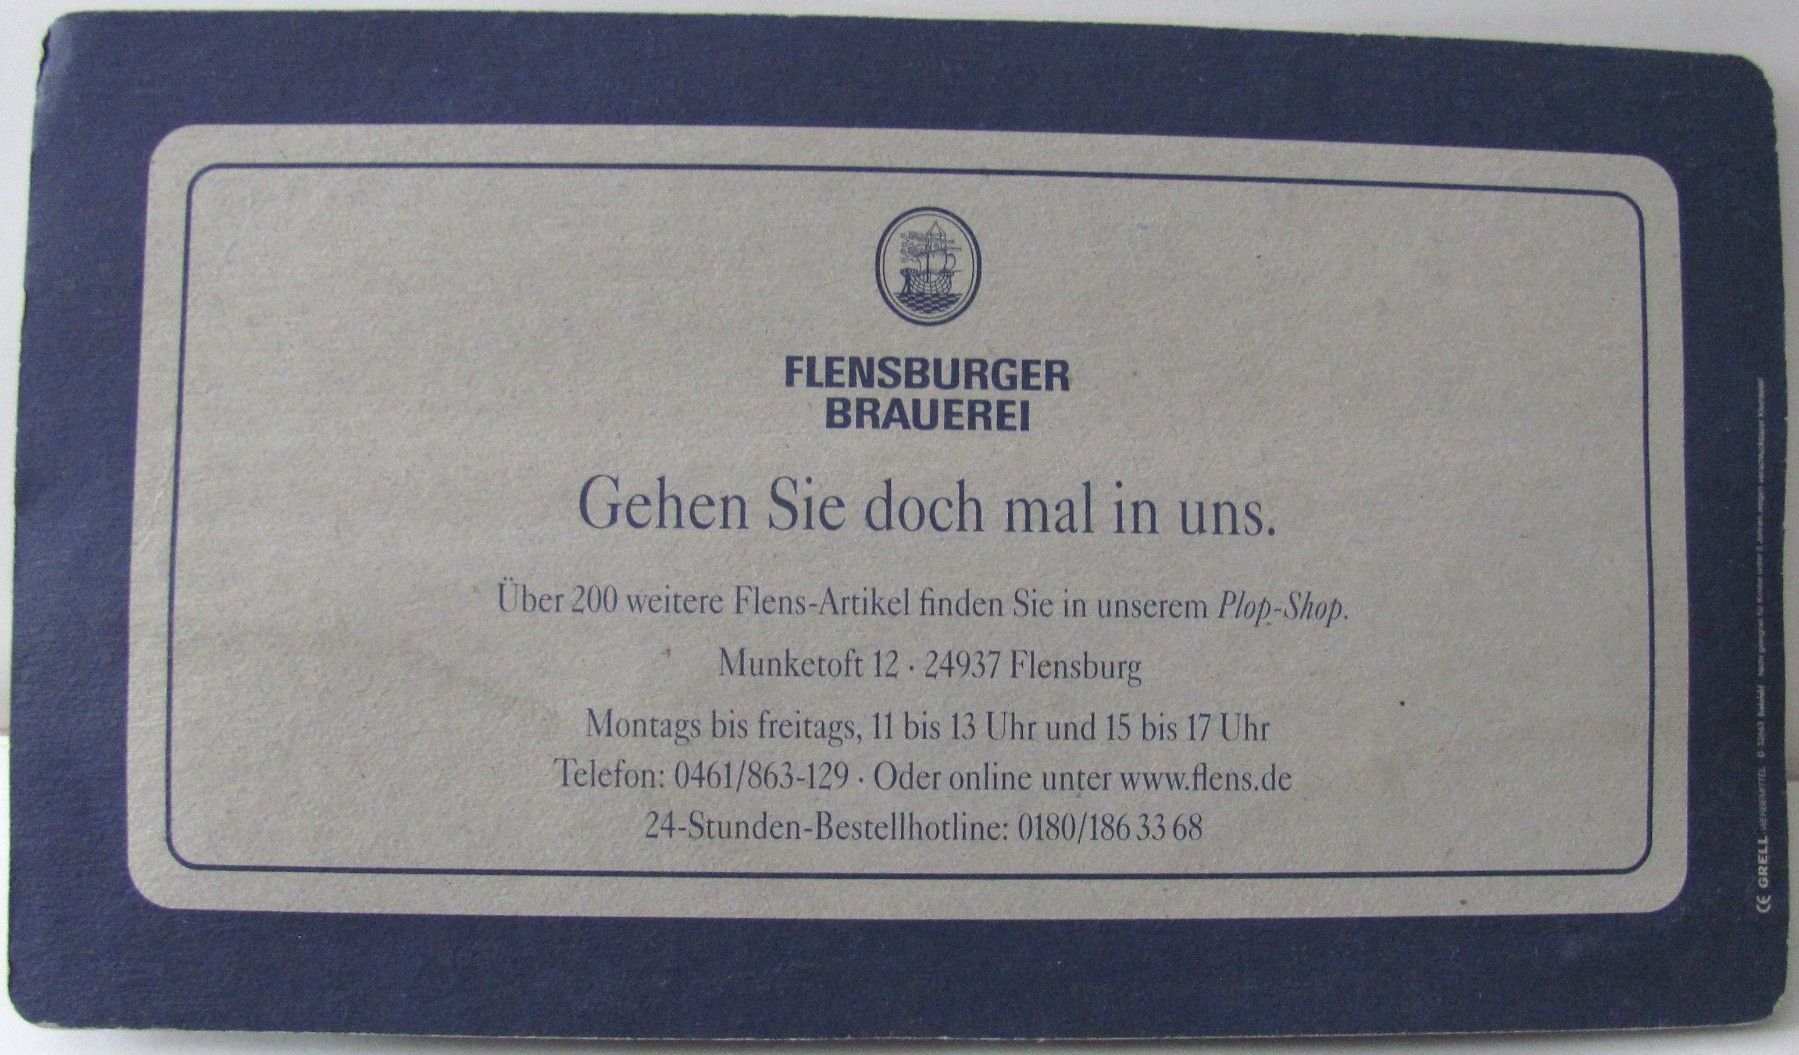 FLENSBURGER
BRAUEREI
Gehen Sie doch mal in uns.
Über 200 weitere Flens-Artikel finden Sie in unserem Plop-Shop.
Munketoft 12 · 24937 Flensburg
Montags bis freitags, 11 bis 13 Uhr und 15 bis 17 Uhr
Telefon: 0461/863-129 · Oder online unter www.flens.de
24-Stunden-Bestellhotline: 0180/186 33 68
CE GRELL